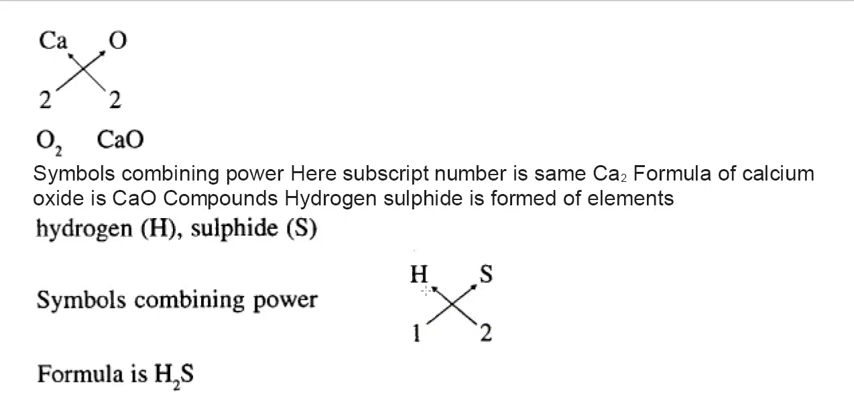 Ca O
2 2
O₂ CaO
Symbols combining power Here subscript number is same Ca₂ Formula of calcium
oxide is CaO Compounds Hydrogen sulphide is formed of elements
hydrogen (H), sulphide (S)
H S
Symbols combining power
1 2
Formula is H₂S